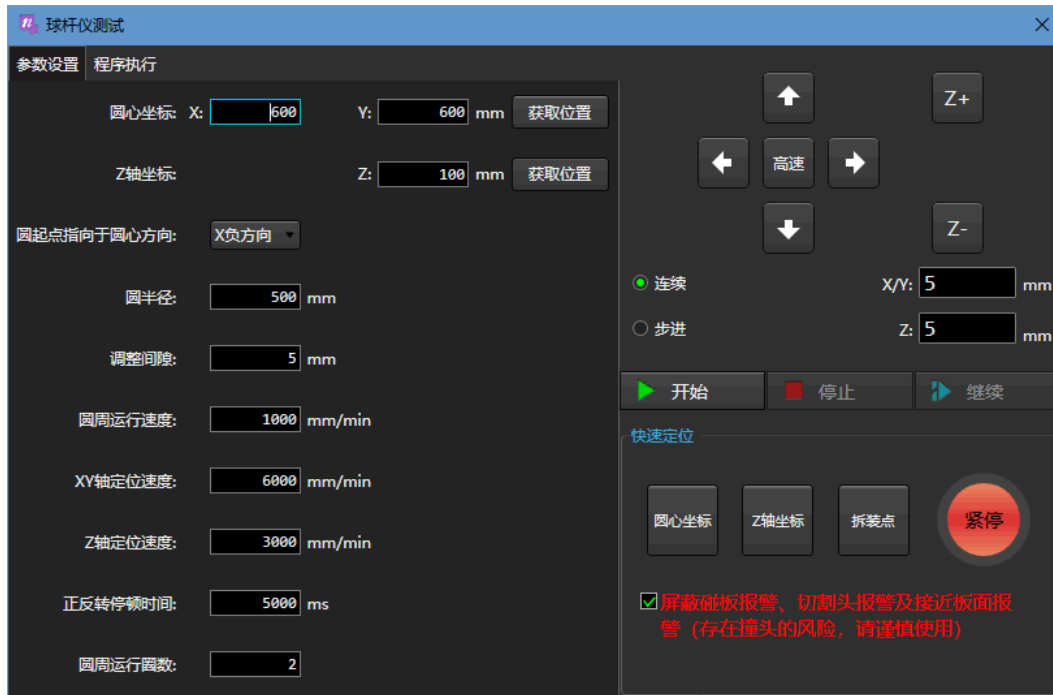 球杆仪测试
参数设置 程序执行
圆心坐标: X: 600 Y: 600 mm 获取位置
Z轴坐标: Z: 100 mm 获取位置
圆起点指向于圆心方向: X负方向
圆半径: 500 mm
调整间隙: 5 mm
圆周运行速度: 1000 mm/min
XY轴定位速度: 6000 mm/min
Z轴定位速度: 3000 mm/min
正反转停顿时间: 5000 ms
圆周运行圈数: 2
Z+
高速
Z-
连续 X/Y: 5 mm
步进 Z: 5 mm
开始 停止 继续
快速定位
圆心坐标 Z轴坐标 拆装点 紧停
屏蔽碰板报警、切割头报警及接近板面报
警（存在撞头的风险，请谨慎使用）